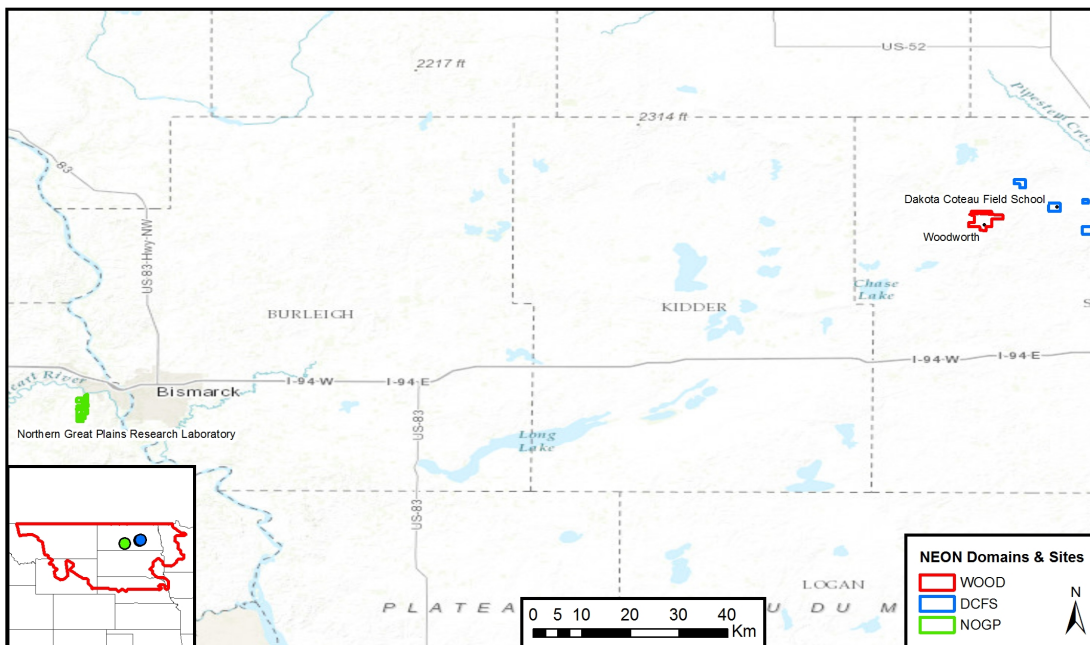 US-52
2217 ft
Pipestem Cree
2314 ft
83
Dakota Coteau Field School
Woodworth
US 83 Hwy NW
Chase
Lake
BURLEIGH
KIDDER
S
I-94 W
I-94 E
eart River
I-94 W
I-94 E
Bismarck
Northern Great Plains Research Laboratory
US-83
Long
Lake
US-83
NEON Domains & Sites
WOOD
DCFS
NOGP
N
LOGAN
PLATEA
U DU M
0 5 10 20 30 40
Km